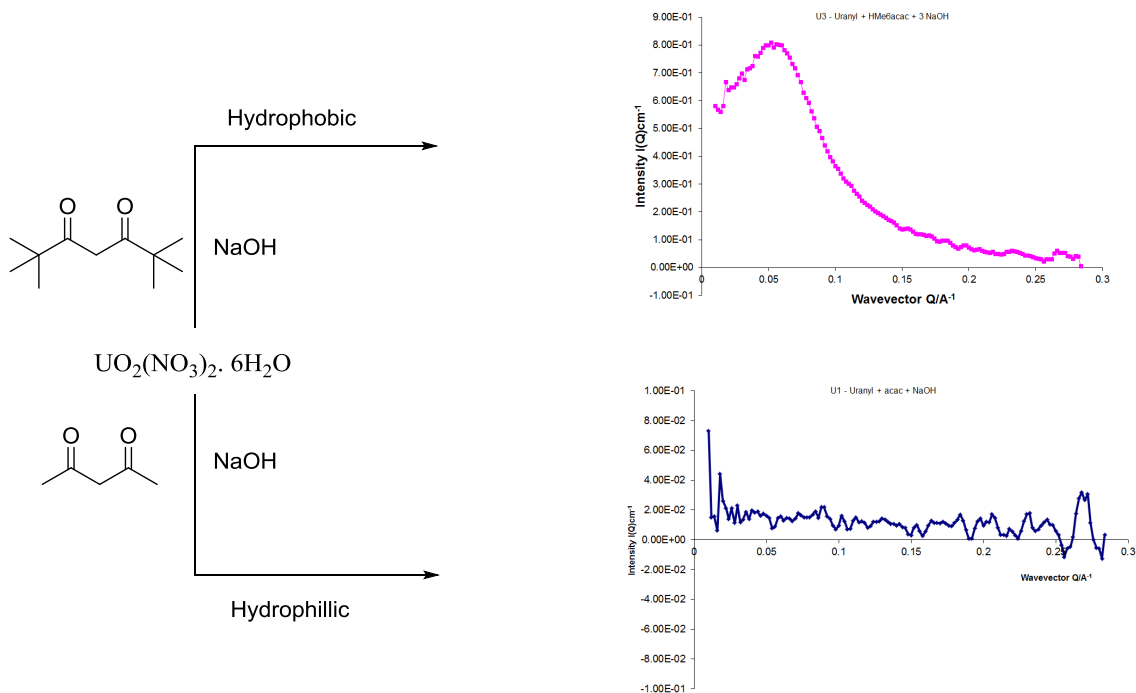 Hydrophobic
O O
NaOH
UO2(NO3)2. 6H2O
O O
NaOH
Hydrophillic
U3 - Uranyl + HMe6acac + 3 NaOH
Intensity I(Q)cm-1
9.00E-01
8.00E-01
7.00E-01
6.00E-01
5.00E-01
4.00E-01
3.00E-01
2.00E-01
1.00E-01
0.00E+00
-1.00E-01
0 0.05 0.1 0.15 0.2 0.25 0.3
Wavevector Q/A-1
U1 - Uranyl + acac + NaOH
Intensity I(Q)cm-1
1.00E-01
8.00E-02
6.00E-02
4.00E-02
2.00E-02
0.00E+00
-2.00E-02
-4.00E-02
-6.00E-02
-8.00E-02
-1.00E-01
0 0.05 0.1 0.15 0.2 0.25 0.3
Wavevector Q/A-1